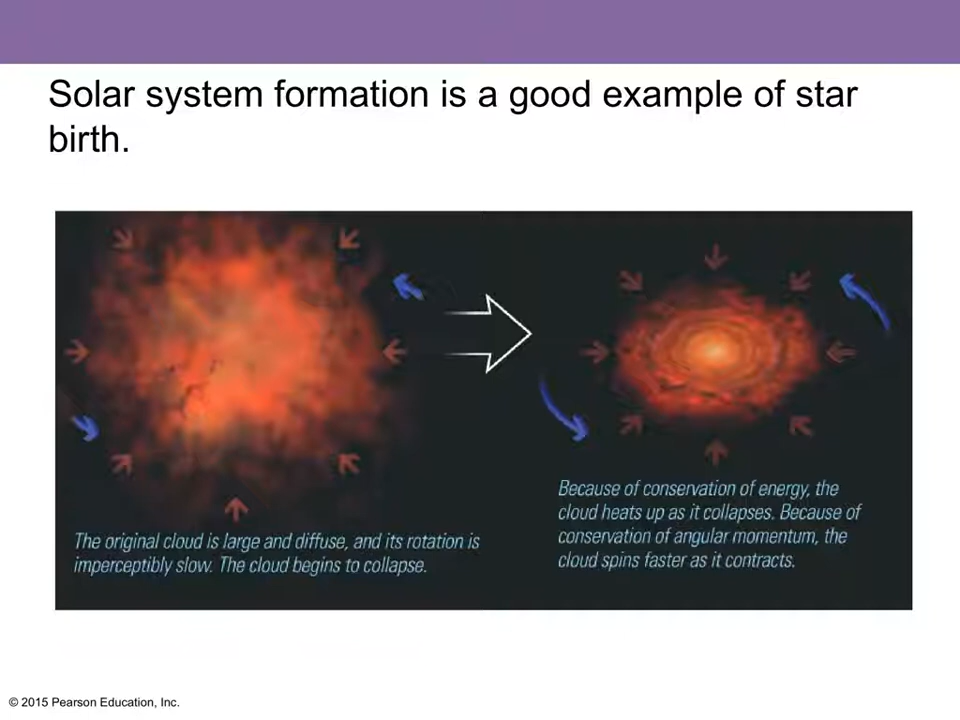 Solar system formation is a good example of star
birth.
The original cloud is large and diffuse, and its rotation is
imperceptibly slow. The cloud begins to collapse.
Because of conservation of energy, the
cloud heats up as it collapses. Because of
conservation of angular momentum, the
cloud spins faster as it contracts.
© 2015 Pearson Education, Inc.